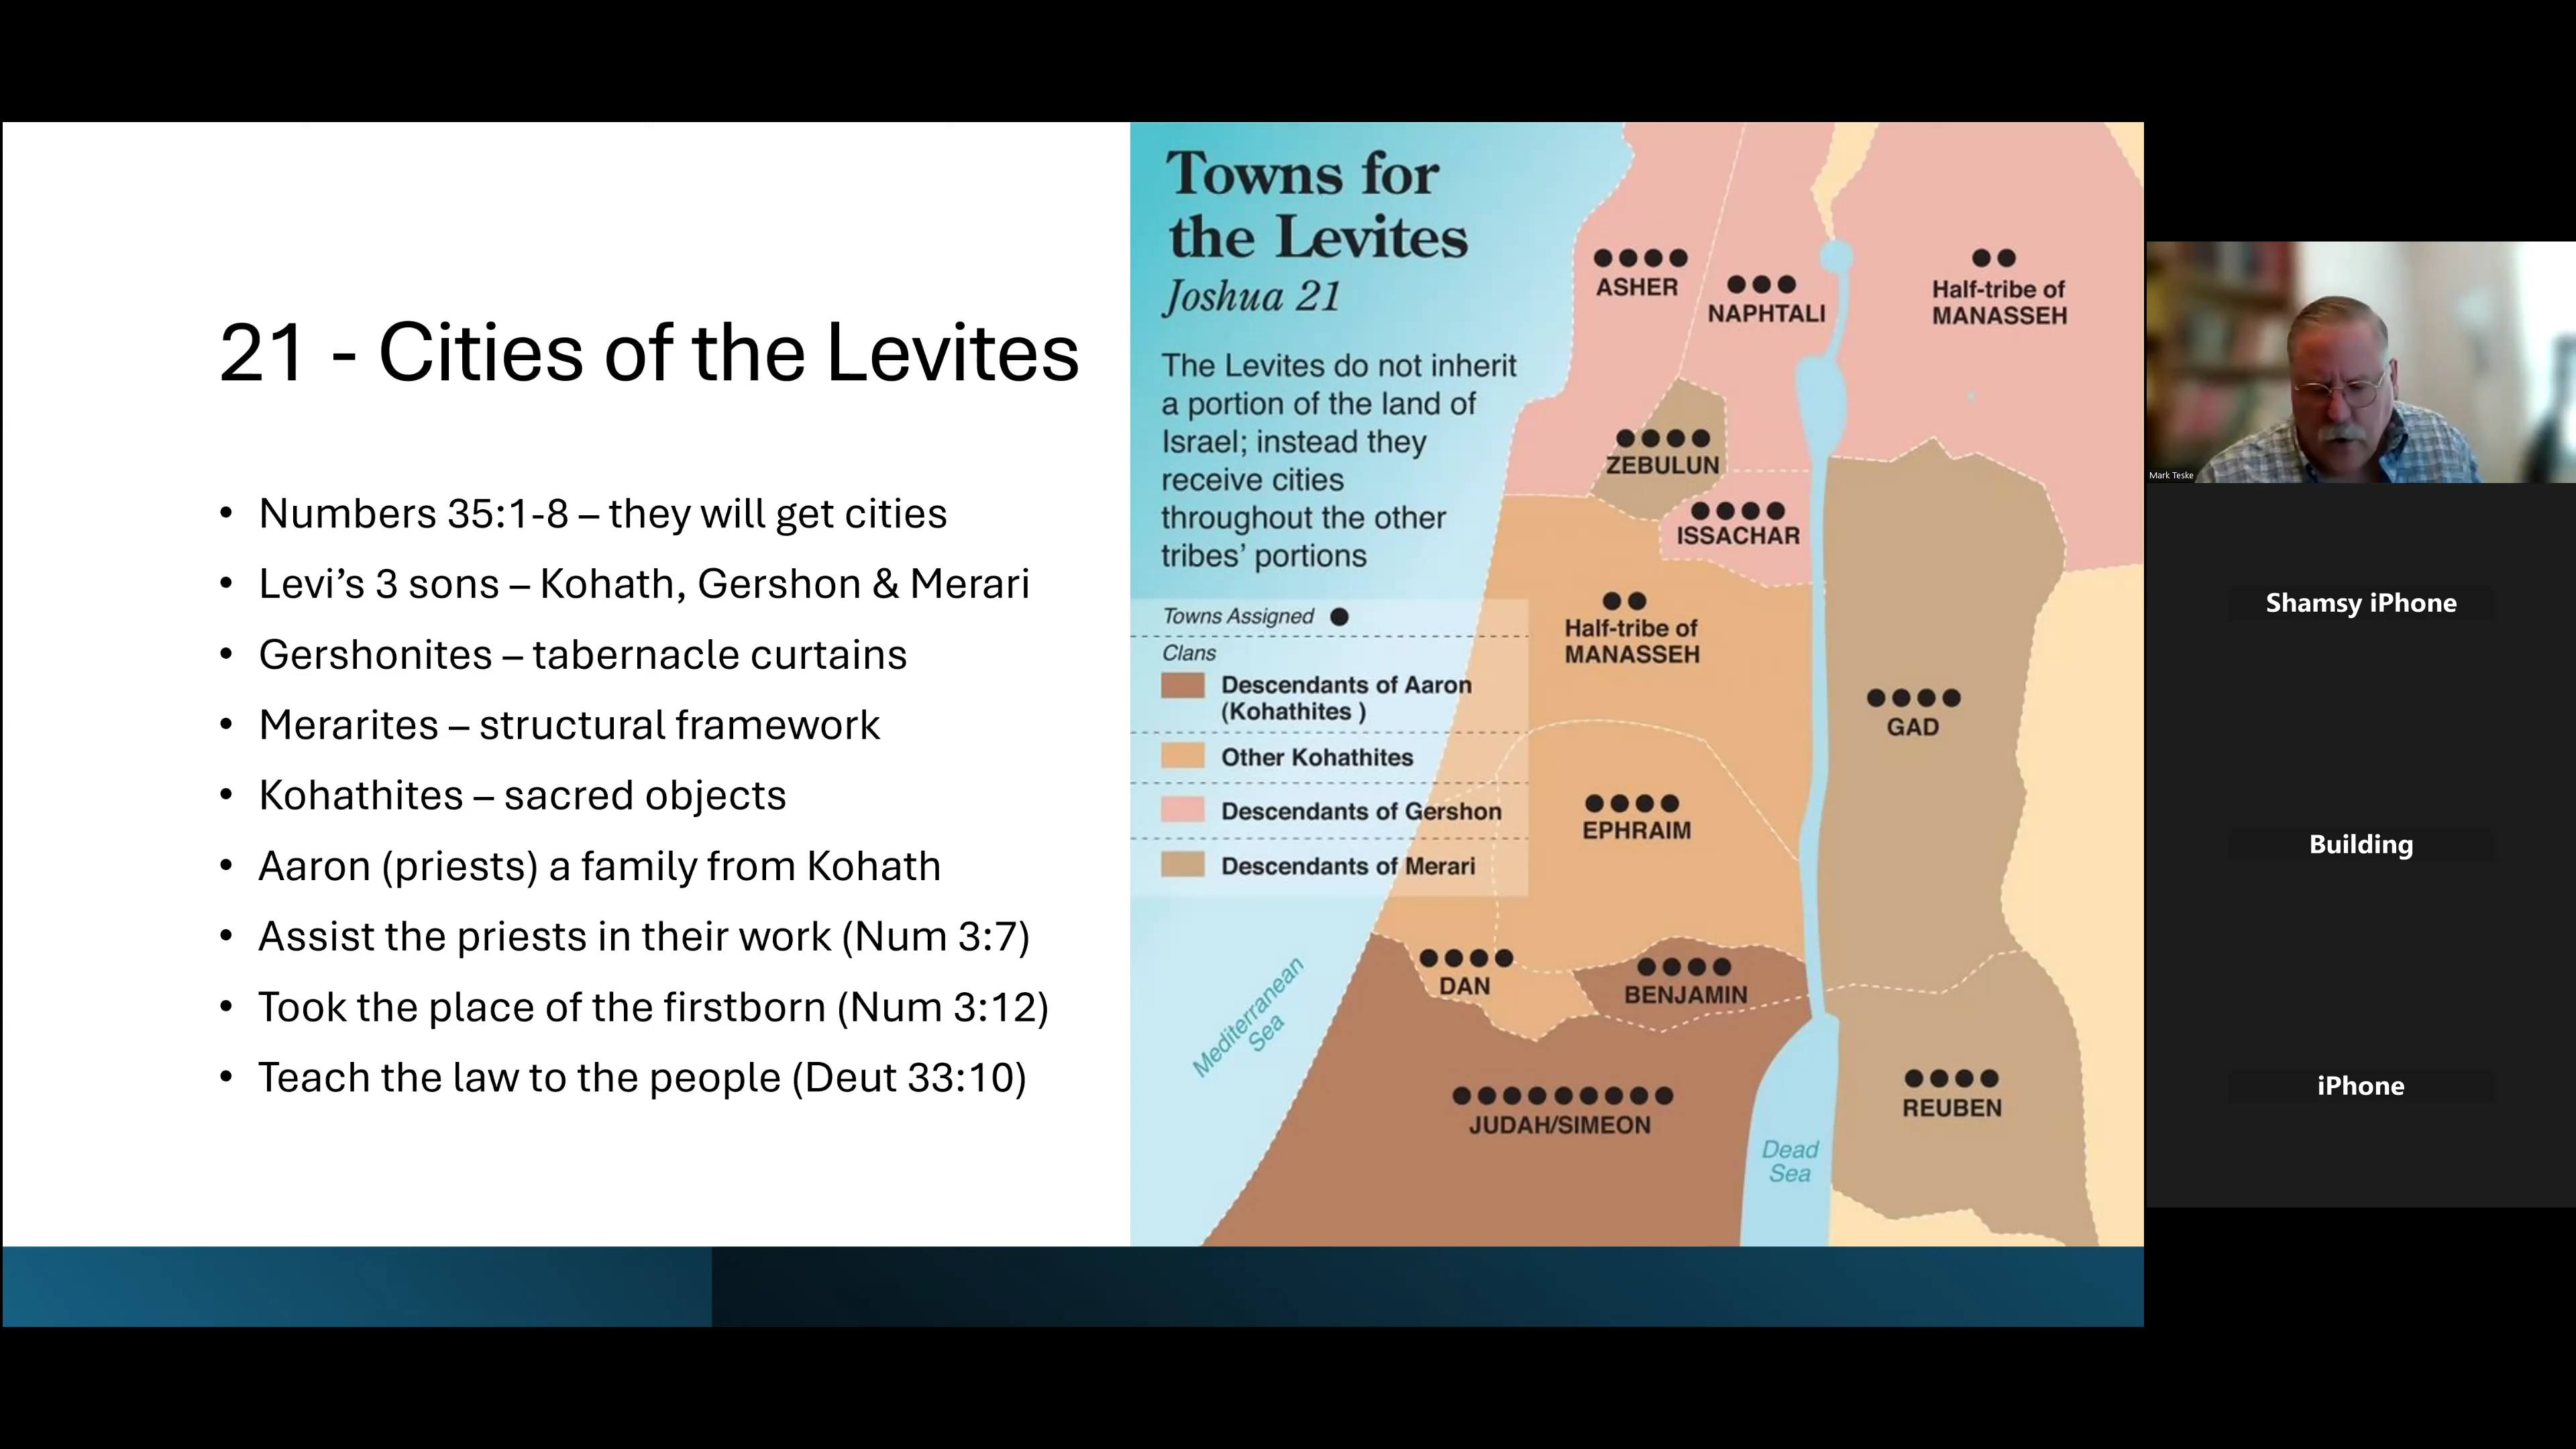 21 - Cities of the Levites
• Numbers 35:1-8 – they will get cities
• Levi’s 3 sons – Kohath, Gershon & Merari
• Gershonites – tabernacle curtains
• Merarites – structural framework
• Kohathites – sacred objects
• Aaron (priests) a family from Kohath
• Assist the priests in their work (Num 3:7)
• Took the place of the firstborn (Num 3:12)
• Teach the law to the people (Deut 33:10)
Towns for
the Levites
Joshua 21
The Levites do not inherit
a portion of the land of
Israel; instead they
receive cities
throughout the other
tribes’ portions
Towns Assigned
Clans
Descendants of Aaron
(Kohathites )
Other Kohathites
Descendants of Gershon
Descendants of Merari
Mediterranean
Sea
ASHER
NAPHTALI
Half-tribe of
MANASSEH
ZEBULUN
ISSACHAR
Half-tribe of
MANASSEH
GAD
EPHRAIM
DAN
BENJAMIN
JUDAH/SIMEON
REUBEN
Dead
Sea
Mark Teske
Shamsy iPhone
Building
iPhone